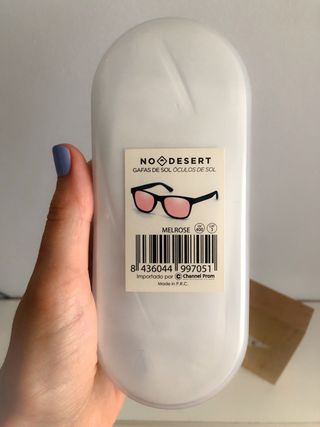 NO DESERT
GAFAS DE SOL ÓCULOS DE SOL
MELROSE
8 436044 997051
Importado por C Channel Prom
Made in P.R.C.